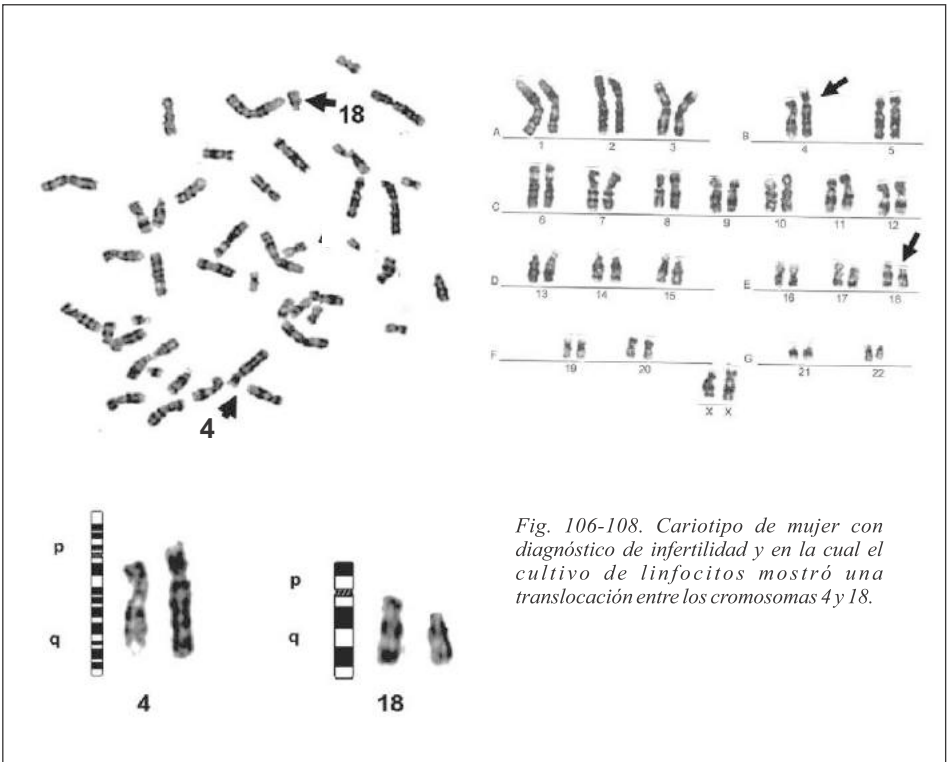 18
4
A
1
2
3
B
4
5
C
6
7
8
9
10
11
12
D
13
14
15
E
16
17
18
F
19
20
G
21
22
X X
p
q
4
p
q
18
Fig. 106-108. Cariotipo de mujer con
diagnóstico de infertilidad y en la cual el
cultivo de linfocitos mostró una
translocación entre los cromosomas 4 y 18.